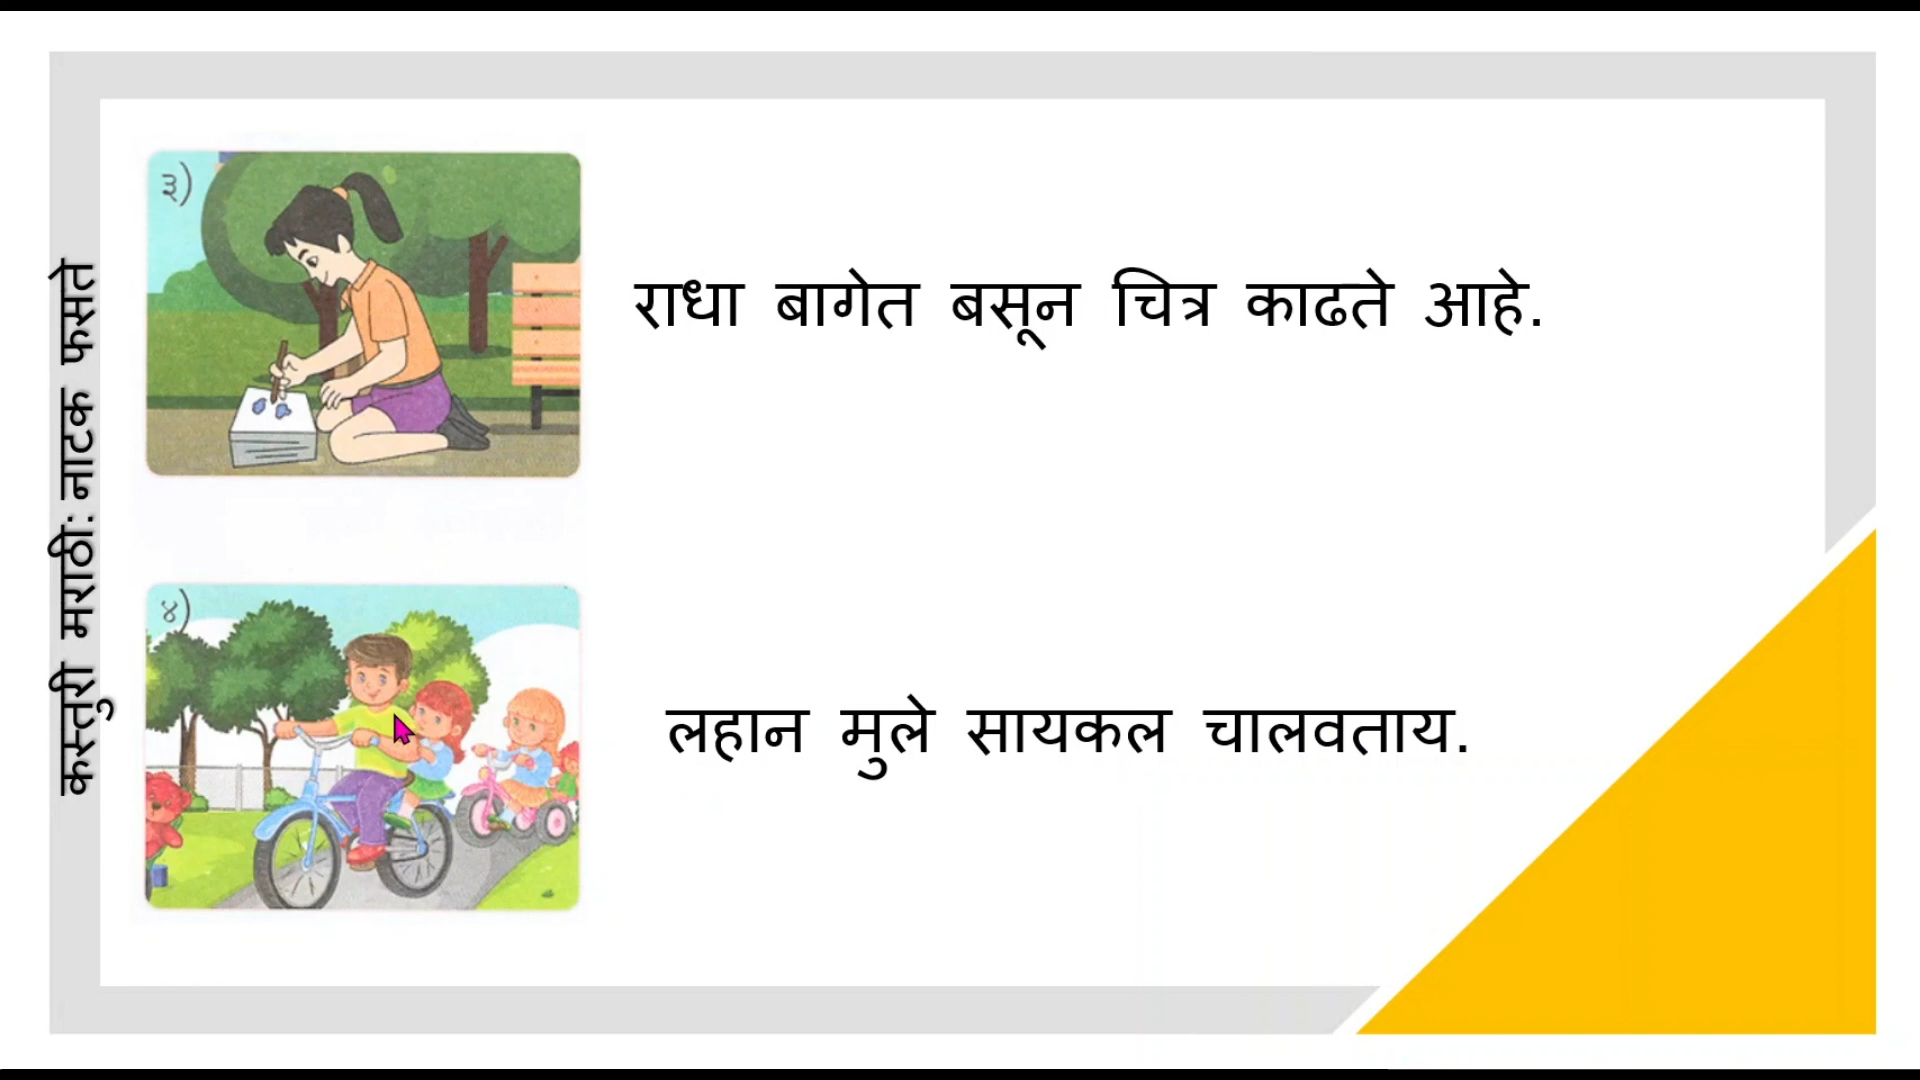 कस्तुरी मराठी: नाटक फसते
३)
राधा बागेत बसून चित्र काढते आहे.
४)
लहान मुले सायकल चालवताय.